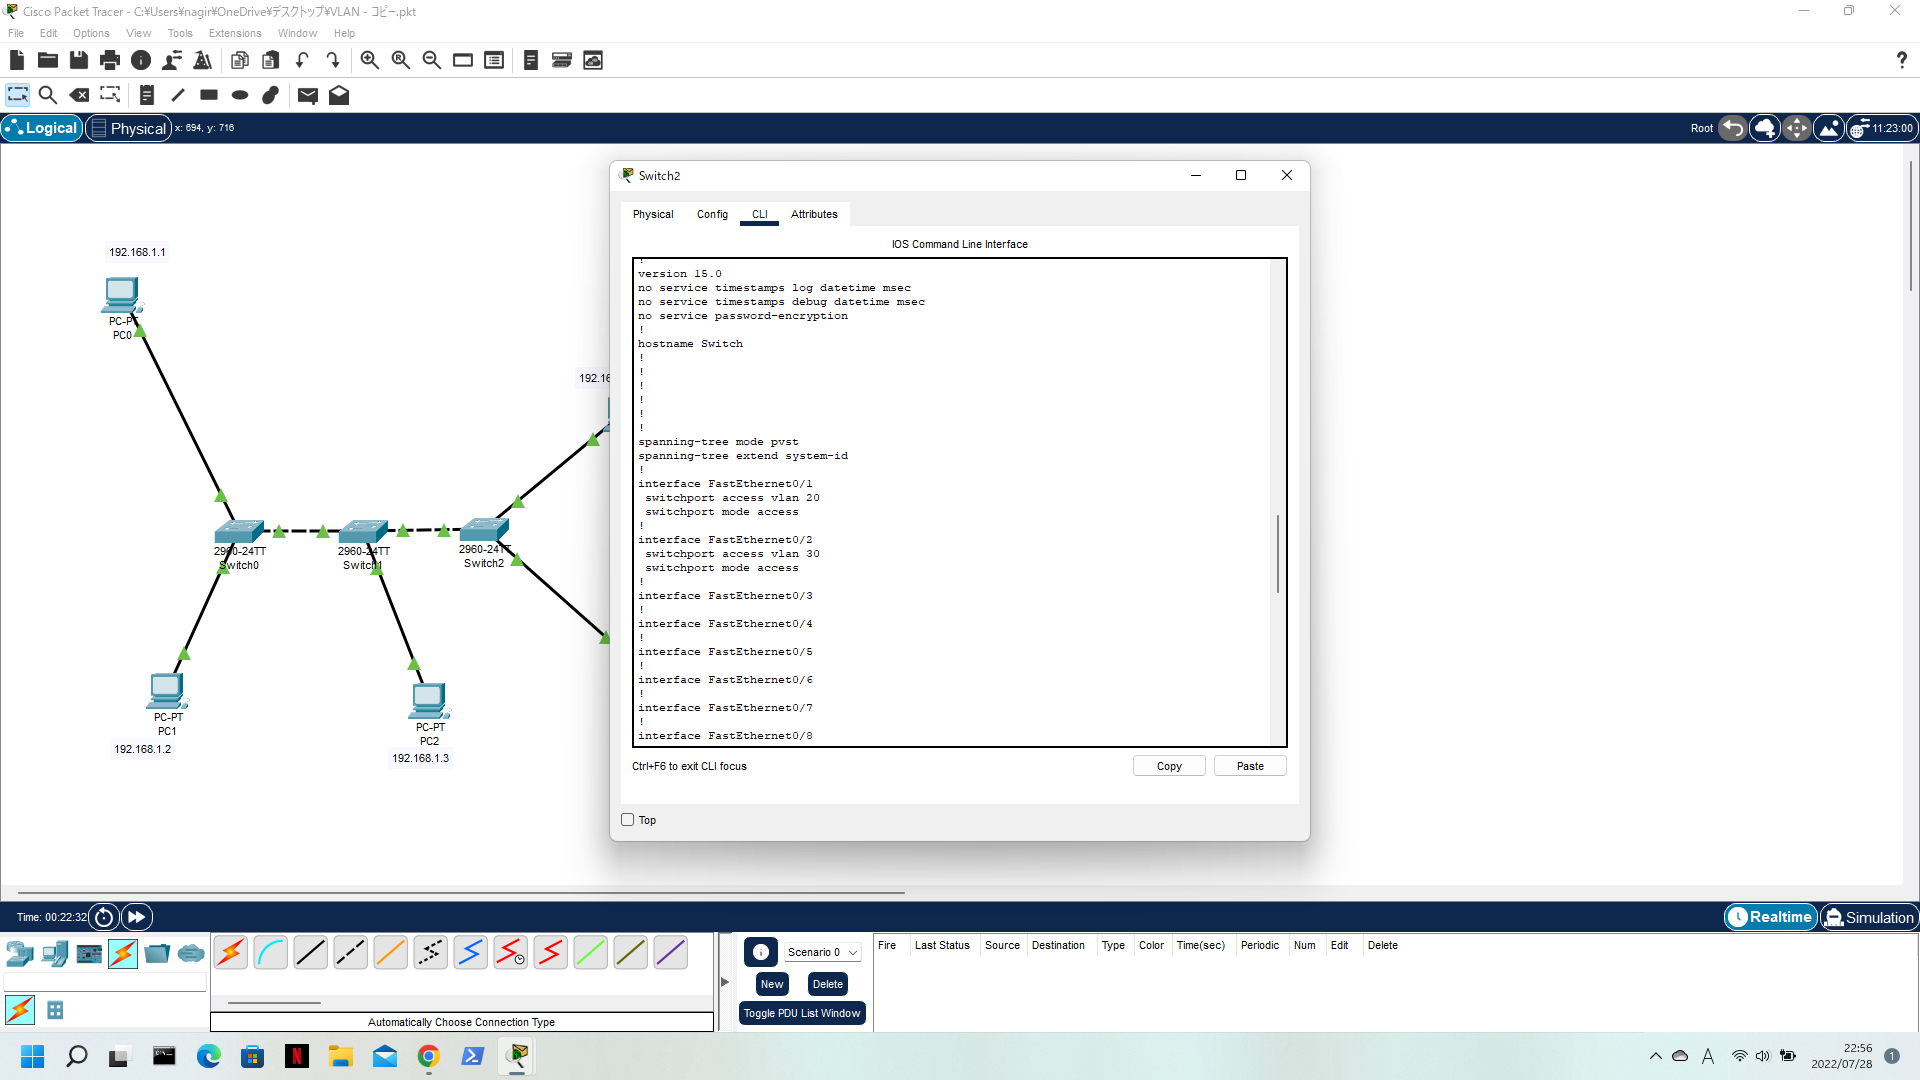 Cisco Packet Tracer - C:¥Users¥nagir¥OneDrive¥デスクトップ¥VLAN - コピー.pkt
File Edit Options View Tools Extensions Window Help
Logical Physical x: 694, y: 716 Root 11:23:00
192.168.1.1
PC-PT
PC0
192.16
2960-24TT
Switch0
2960-24TT
Switch1
2960-24TT
Switch2
PC-PT
PC1
192.168.1.2
PC-PT
PC2
192.168.1.3
Switch2
Physical Config CLI Attributes
IOS Command Line Interface
!
version 15.0
no service timestamps log datetime msec
no service timestamps debug datetime msec
no service password-encryption
!
hostname Switch
!
!
!
!
!
!
spanning-tree mode pvst
spanning-tree extend system-id
!
interface FastEthernet0/1
switchport access vlan 20
switchport mode access
!
interface FastEthernet0/2
switchport access vlan 30
switchport mode access
!
interface FastEthernet0/3
!
interface FastEthernet0/4
!
interface FastEthernet0/5
!
interface FastEthernet0/6
!
interface FastEthernet0/7
!
interface FastEthernet0/8
Ctrl+F6 to exit CLI focus
Copy Paste
Top
Time: 00:22:32 Realtime Simulation
Automatically Choose Connection Type
Scenario 0
New Delete
Toggle PDU List Window
Fire Last Status Source Destination Type Color Time(sec) Periodic Num Edit Delete
A
22:56
2022/07/28
1